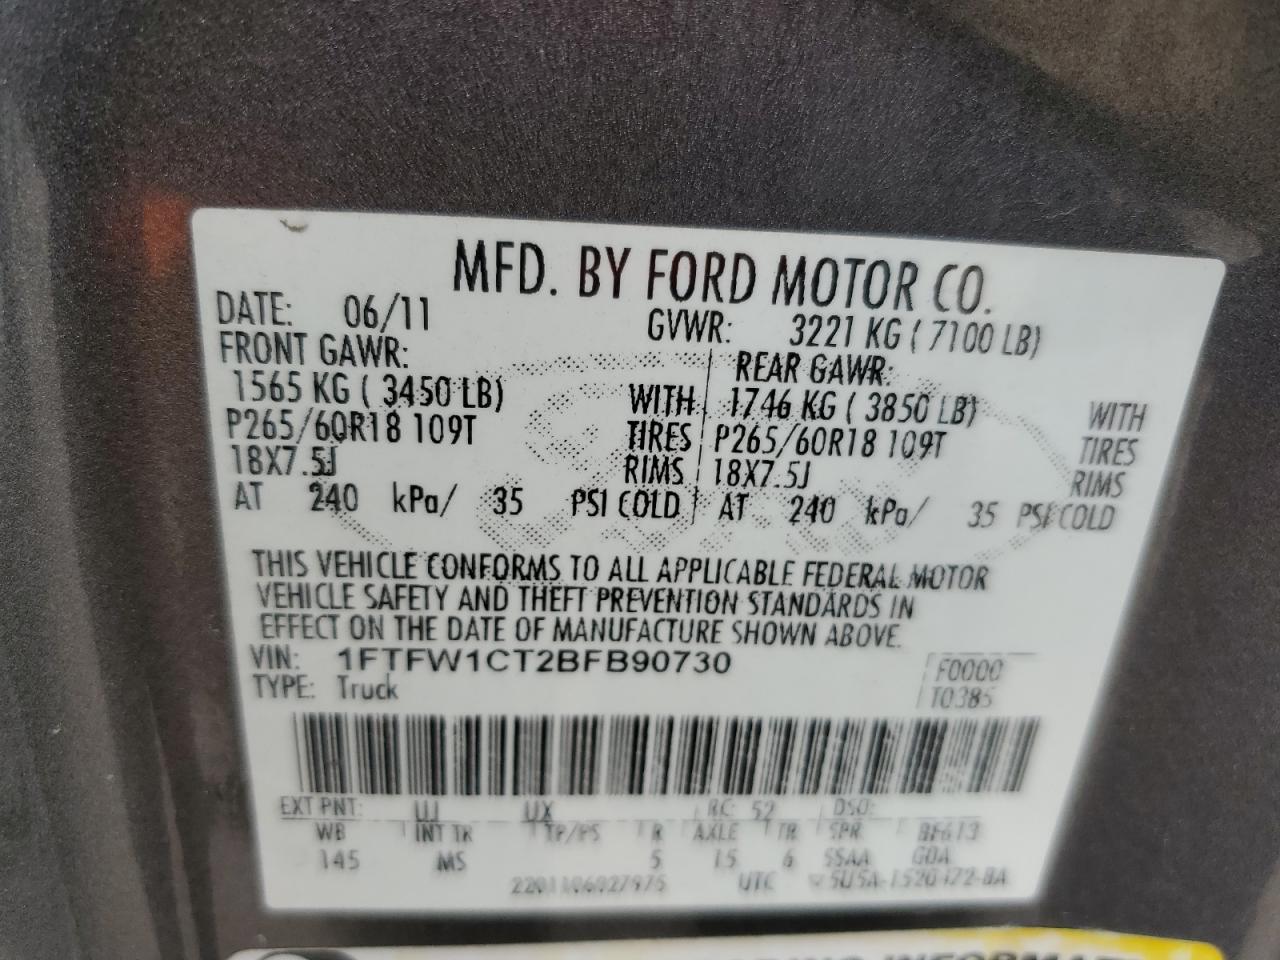 MFD. BY FORD MOTOR CO.
DATE: 06/11 GVWR: 3221 KG ( 7100 LB)
FRONT GAWR: REAR GAWR:
1565 KG ( 3450 LB) WITH 1746 KG ( 3850 LB) WITH
P265/60R18 109T TIRES P265/60R18 109T TIRES
18X7.5J RIMS 18X7.5J RIMS
AT 240 kPa/ 35 PSI COLD AT 240 kPa/ 35 PSI COLD
THIS VEHICLE CONFORMS TO ALL APPLICABLE FEDERAL MOTOR
VEHICLE SAFETY AND THEFT PREVENTION STANDARDS IN
EFFECT ON THE DATE OF MANUFACTURE SHOWN ABOVE.
VIN: 1FTFW1CT2BFB90730 F0000
TYPE: Truck T0385
EXT PNT: UJ UX RC: 52 DSO:
WB INT TR TP/PS R AXLE TR SPR BF613
145 MS 5 15 6 SSAA GOA
UTC